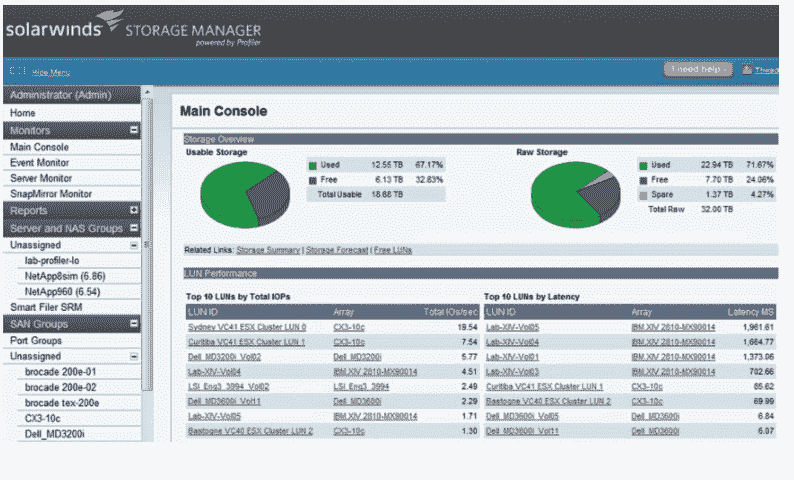 solarwinds STORAGE MANAGER
powered by Profiler
Hide Menu
I need help
Thread
Administrator (Admin)
Home
Monitors
Main Console
Event Monitor
Server Monitor
SnapMirror Monitor
Reports
Server and NAS Groups
Unassigned
lab-profiler-lo
NetApp8sim (6.86)
NetApp960 (6.54)
Smart Filer SRM
SAN Groups
Port Groups
Unassigned
brocade 200e-01
brocade 200e-02
brocade tex-200e
CX3-10c
Dell_MD3200i
Main Console
Storage Overview
Usable Storage
Used 12.55 TB 67.17%
Free 6.13 TB 32.83%
Total Usable 18.68 TB
Raw Storage
Used 22.94 TB 71.67%
Free 7.70 TB 24.06%
Spare 1.37 TB 4.27%
Total Raw 32.00 TB
Related Links: Storage Summary | Storage Forecast | Free LUNs
LUN Performance
Top 10 LUNs by Total IOPs
LUN ID Array Total IOs/sec
Sydney VC41 ESX Cluster LUN 0 CX3-10c 19.54
Curitiba VC41 ESX Cluster LUN 1 CX3-10c 7.54
Dell_MD3200i_Vol02 Dell_MD3200i 5.77
Lab-XIV-Vol04 IBM.XIV 2810-MX90014 4.51
LSI_Eng3_3994_Vol02 LSI_Eng3_3994 2.49
Dell_MD3600i_Vol11 Dell_MD3600i 2.29
Lab-XIV-Vol05 IBM.XIV 2810-MX90014 1.71
Bastogne VC40 ESX Cluster LUN 2 CX3-10c 1.30
Top 10 LUNs by Latency
LUN ID Array Latency MS
Lab-XIV-Vol05 IBM.XIV 2810-MX90014 1,961.61
Lab-XIV-Vol04 IBM.XIV 2810-MX90014 1,664.77
Lab-XIV-Vol01 IBM.XIV 2810-MX90014 1,373.06
Lab-XIV-Vol03 IBM.XIV 2810-MX90014 702.66
Curitiba VC41 ESX Cluster LUN 1 CX3-10c 85.62
Bastogne VC40 ESX Cluster LUN 2 CX3-10c 69.99
Dell_MD3600i_Vol05 Dell_MD3600i 6.84
Dell_MD3600i_Vol11 Dell_MD3600i 6.07